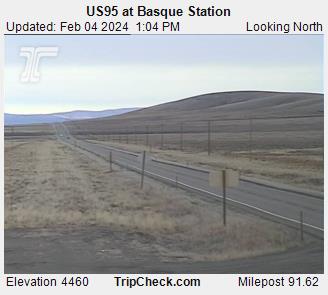 US95 at Basque Station
Updated: Feb 04 2024 1:04 PM Looking North
Elevation 4460 TripCheck.com Milepost 91.62